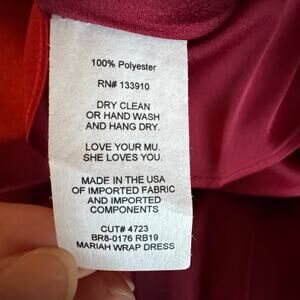 100% Polyester
RN# 133910
DRY CLEAN
OR HAND WASH
AND HANG DRY.
LOVE YOUR MU.
SHE LOVES YOU.
MADE IN THE USA
OF IMPORTED FABRIC
AND IMPORTED
COMPONENTS
CUT# 4723
BR8-0176 RB19
MARIAH WRAP DRESS